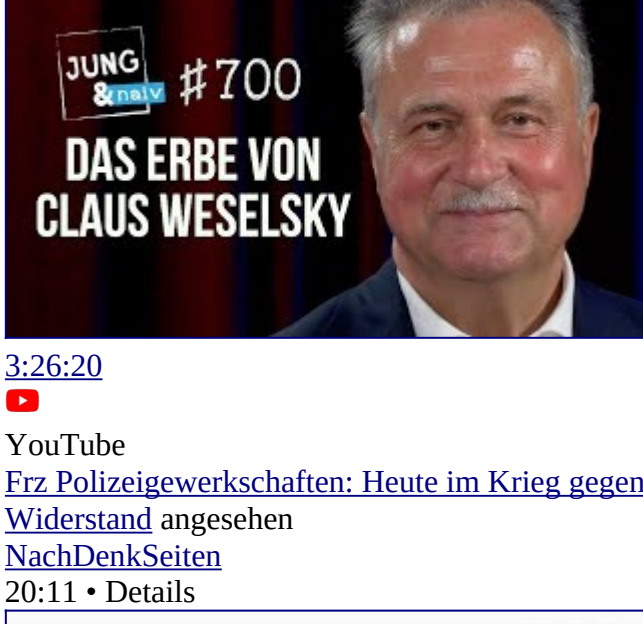 JUNG
& naiv
#700
DAS ERBE VON
CLAUS WESELSKY
3:26:20
YouTube
Frz Polizeigewerkschaften: Heute im Krieg gegen
Widerstand angesehen
NachDenkSeiten
20:11 • Details